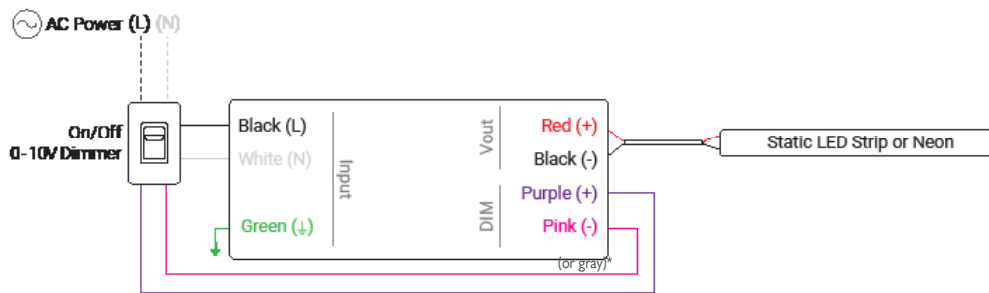 AC Power (L) (N)
On/Off
0-10V Dimmer
Black (L)
White (N)
Green (⏚)
Input
Vout
DIM
Red (+)
Black (-)
Purple (+)
Pink (-)
(or gray)*
Static LED Strip or Neon